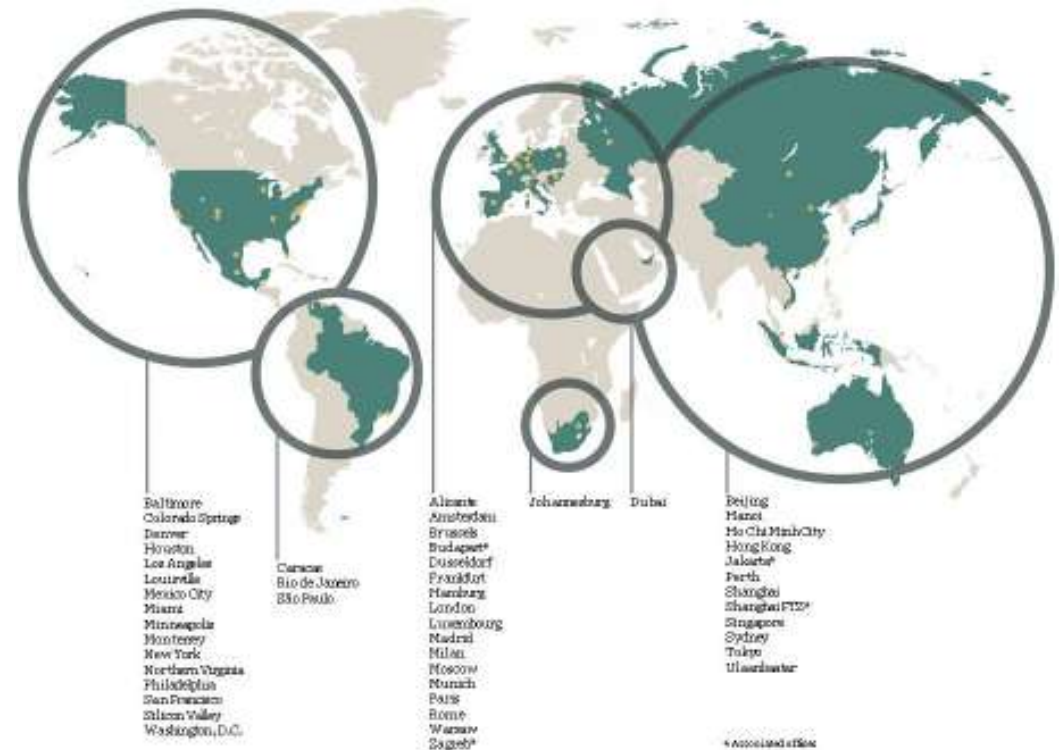 Baltimore
Colorado Springs
Denver
Houston
Los Angeles
Louisville
Mexico City
Miami
Minneapolis
Monterrey
New York
Northern Virginia
Philadelphia
San Francisco
Silicon Valley
Washington, D.C.
Caracas
Rio de Janeiro
São Paulo
Alicante
Amsterdam
Brussels
Budapest*
Dusseldorf
Frankfurt
Hamburg
London
Luxembourg
Madrid
Milan
Moscow
Munich
Paris
Rome
Warsaw
Zagreb*
Johannesburg
Dubai
Beijing
Hanoi
Ho Chi Minh City
Hong Kong
Jakarta*
Perth
Shanghai
Shanghai FTZ*
Singapore
Sydney
Tokyo
Ulaanbaatar
* Associated offices